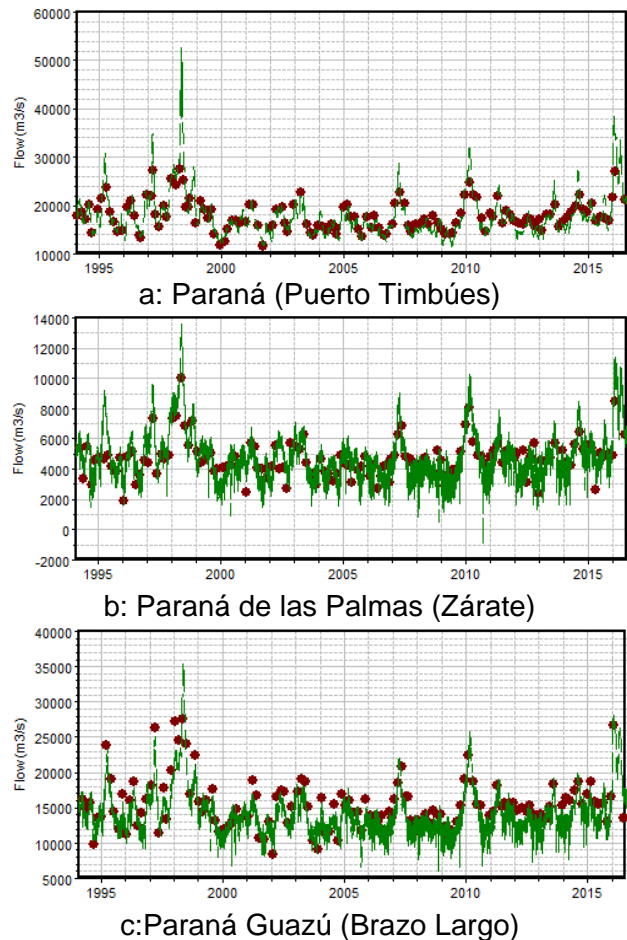 60000
50000
40000
30000
20000
10000
Flow (m3/s)
1995 2000 2005 2010 2015
a: Paraná (Puerto Timbúes)
14000
12000
10000
8000
6000
4000
2000
0
-2000
Flow (m3/s)
1995 2000 2005 2010 2015
b: Paraná de las Palmas (Zárate)
40000
35000
30000
25000
20000
15000
10000
5000
Flow (m3/s)
1995 2000 2005 2010 2015
c:Paraná Guazú (Brazo Largo)